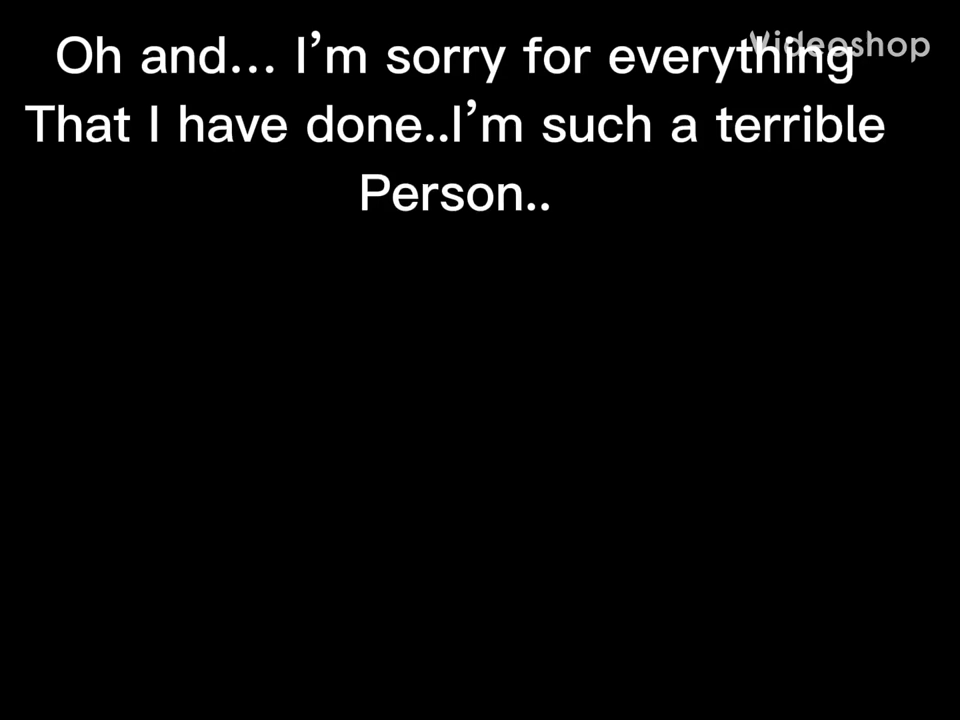 Oh and... I’m sorry for everything
That I have done..I’m such a terrible
Person..
Videoshop